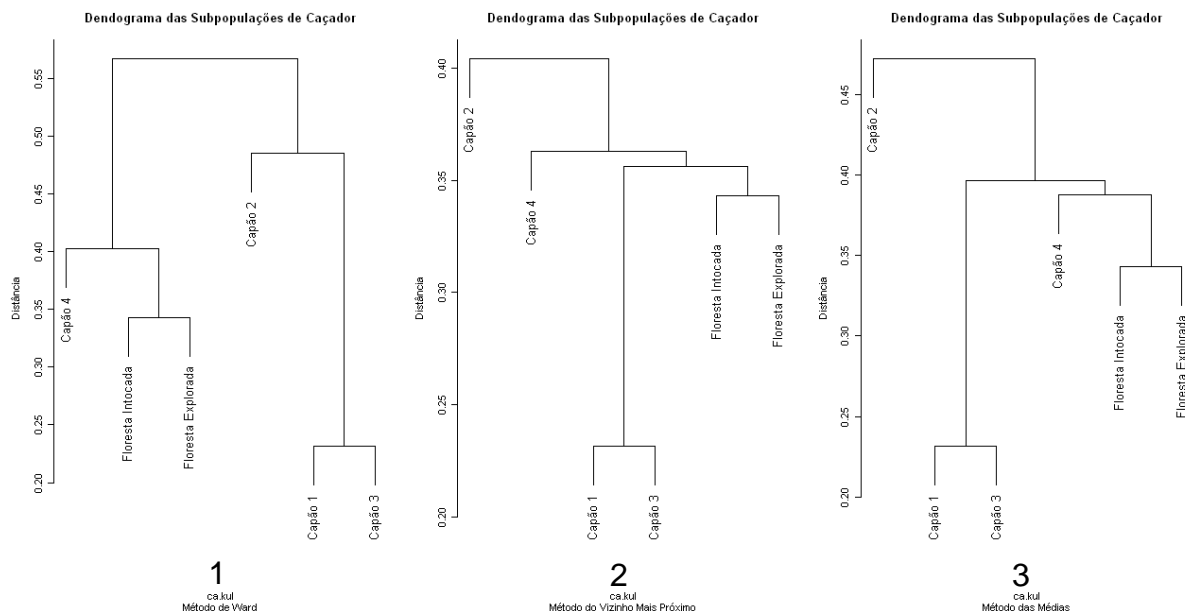 Dendograma das Subpopulações de Caçador
Distância
0.55
0.50
0.45
0.40
0.35
0.30
0.25
0.20
Capão 4
Floresta Intocada
Floresta Explorada
Capão 2
Capão 1
Capão 3
1
ca.kul
Método de Ward
Dendograma das Subpopulações de Caçador
Distância
0.40
0.35
0.30
0.25
0.20
Capão 2
Capão 4
Capão 1
Capão 3
Floresta Intocada
Floresta Explorada
2
ca.kul
Método do Vizinho Mais Próximo
Dendograma das Subpopulações de Caçador
Distância
0.45
0.40
0.35
0.30
0.25
0.20
Capão 2
Capão 1
Capão 3
Capão 4
Floresta Intocada
Floresta Explorada
3
ca.kul
Método das Médias